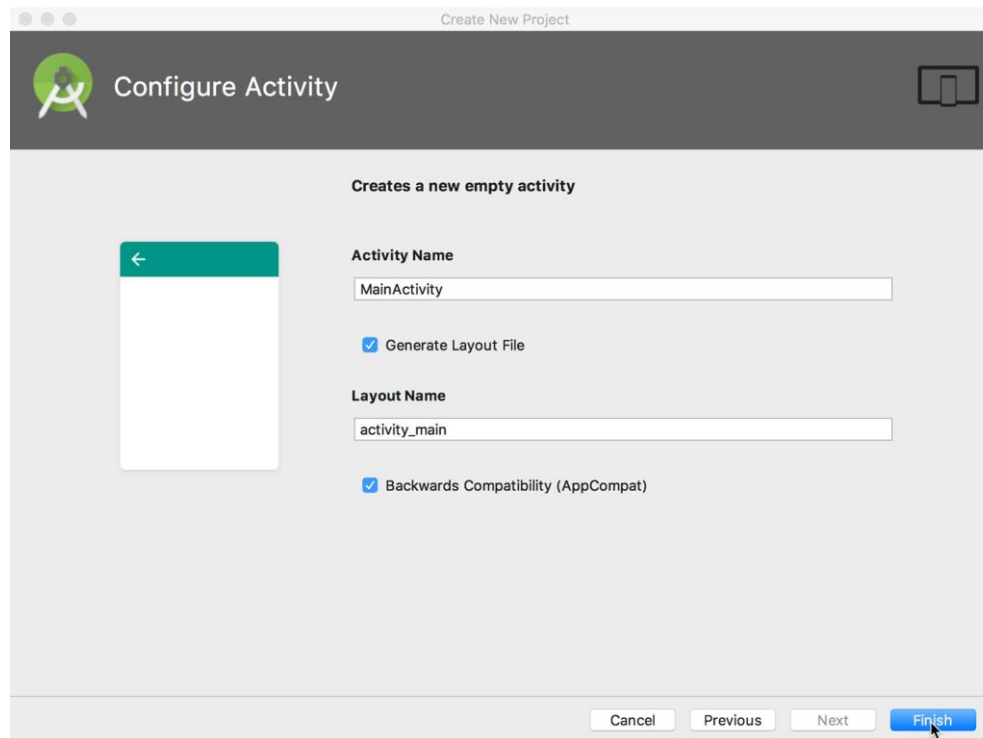 Create New Project
Configure Activity
Creates a new empty activity
Activity Name
MainActivity
Generate Layout File
Layout Name
activity_main
Backwards Compatibility (AppCompat)
Cancel Previous Next Finish